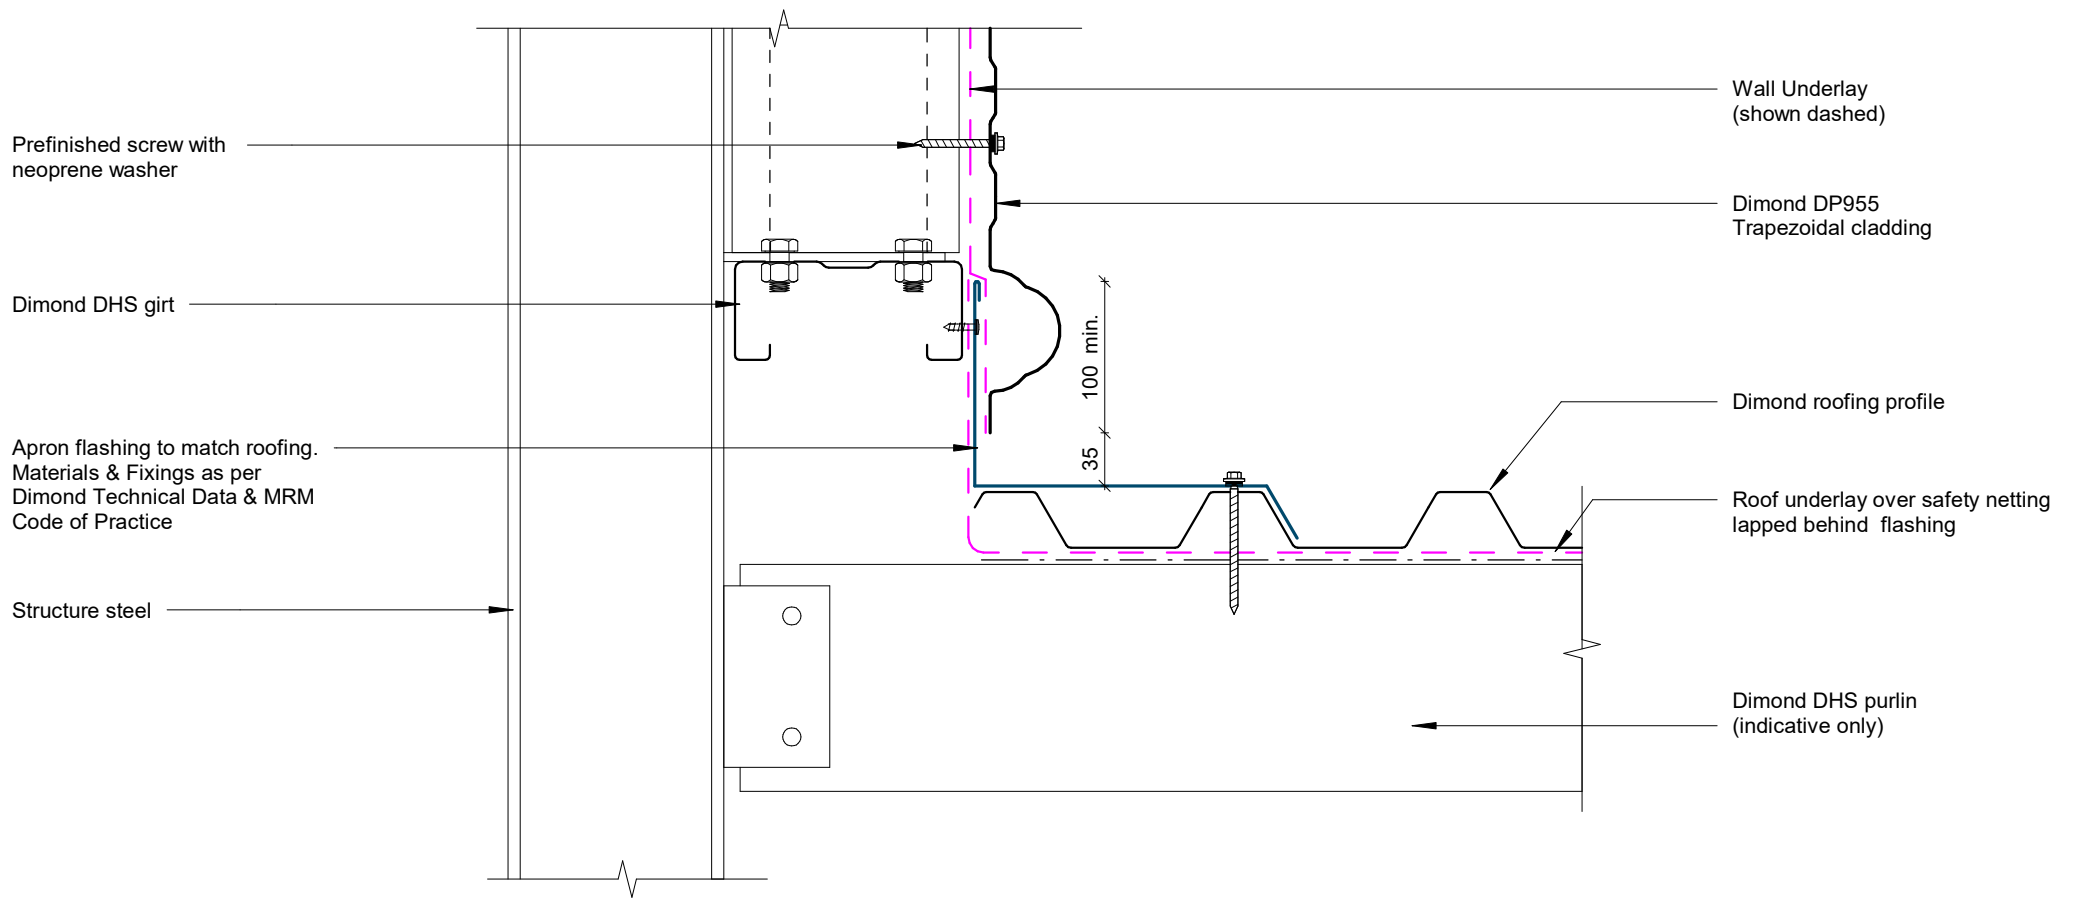 Prefinished screw with
neoprene washer
Dimond DHS girt
Apron flashing to match roofing.
Materials & Fixings as per
Dimond Technical Data & MRM
Code of Practice
Structure steel
100 min.
35
Wall Underlay
(shown dashed)
Dimond DP955
Trapezoidal cladding
Dimond roofing profile
Roof underlay over safety netting
lapped behind flashing
Dimond DHS purlin
(indicative only)